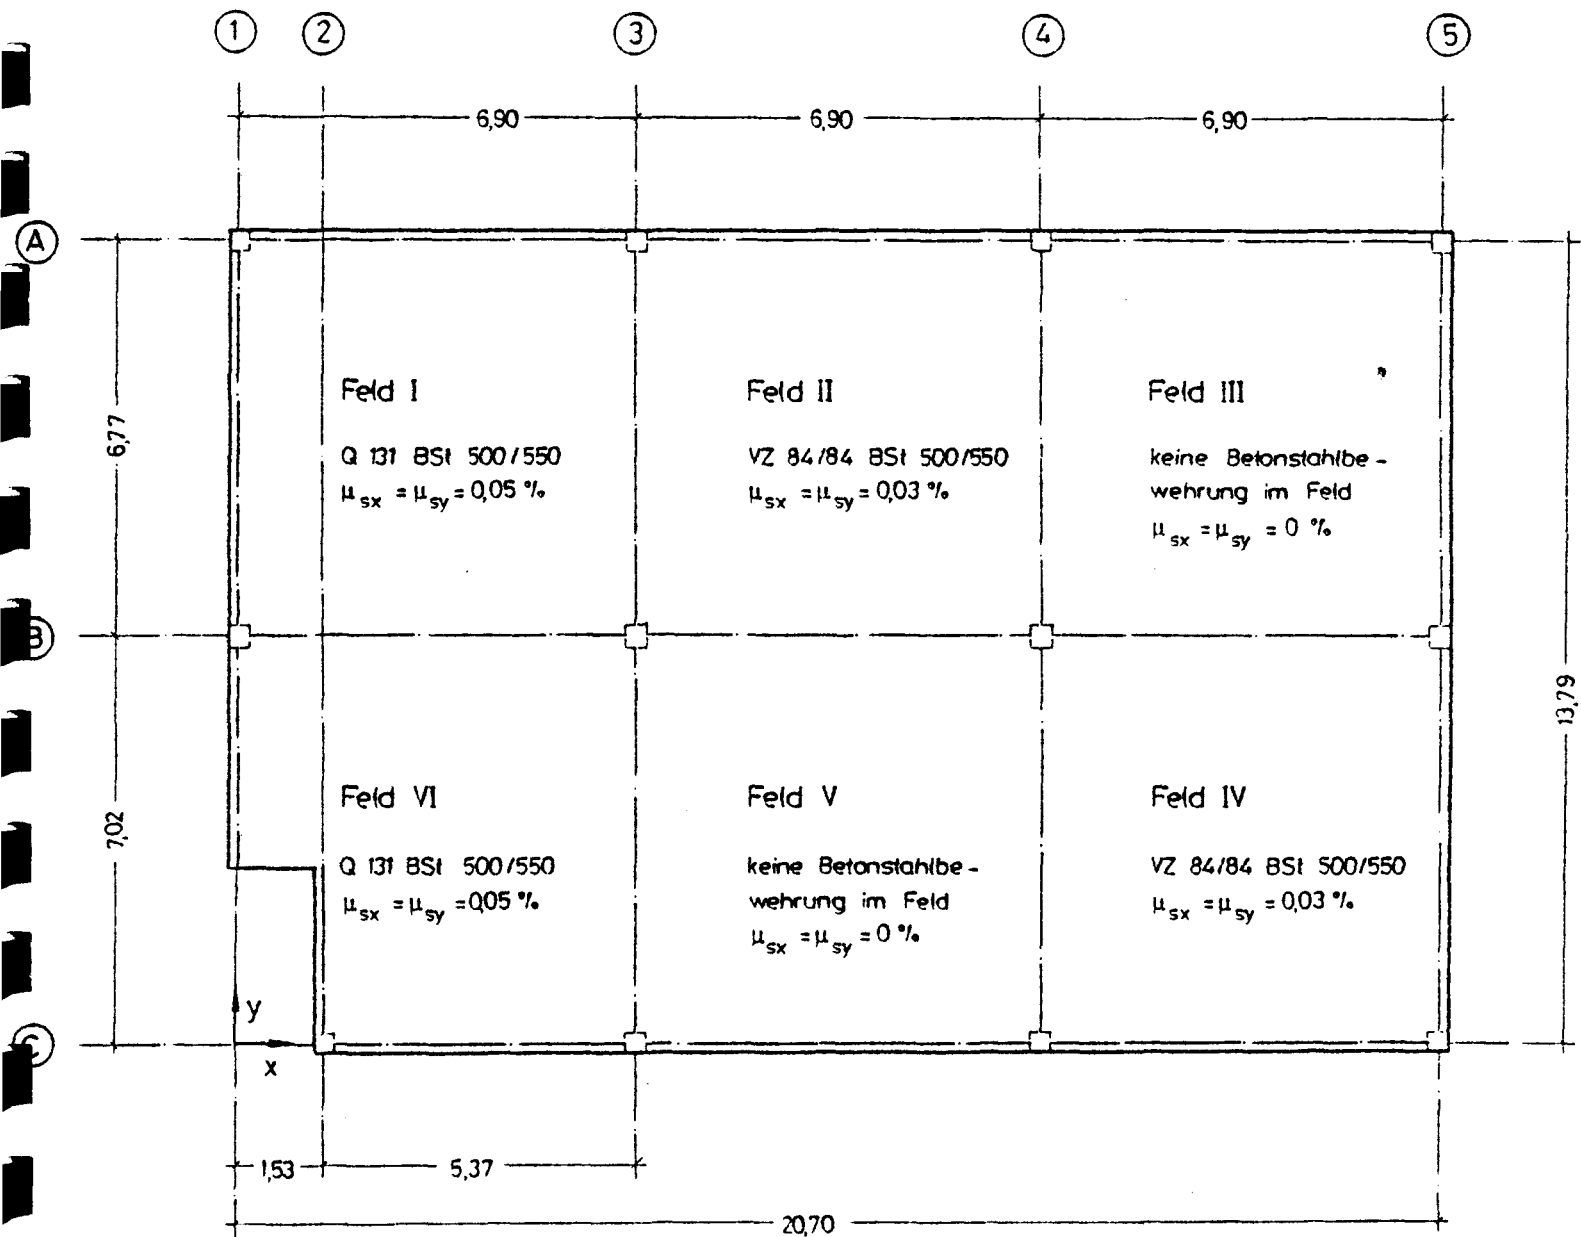 1 2 3 4 5
6,90 6,90 6,90
A
6,77
Feld I
Q 131 BSt 500/550
μsx = μsy = 0,05 %
Feld II
VZ 84/84 BSt 500/550
μsx = μsy = 0,03 %
Feld III
keine Betonstahlbe-
wehrung im Feld
μsx = μsy = 0 %
B
13,79
7,02
Feld VI
Q 131 BSt 500/550
μsx = μsy = 0,05 %
Feld V
keine Betonstahlbe-
wehrung im Feld
μsx = μsy = 0 %
Feld IV
VZ 84/84 BSt 500/550
μsx = μsy = 0,03 %
y
C
x
1,53 5,37
20,70